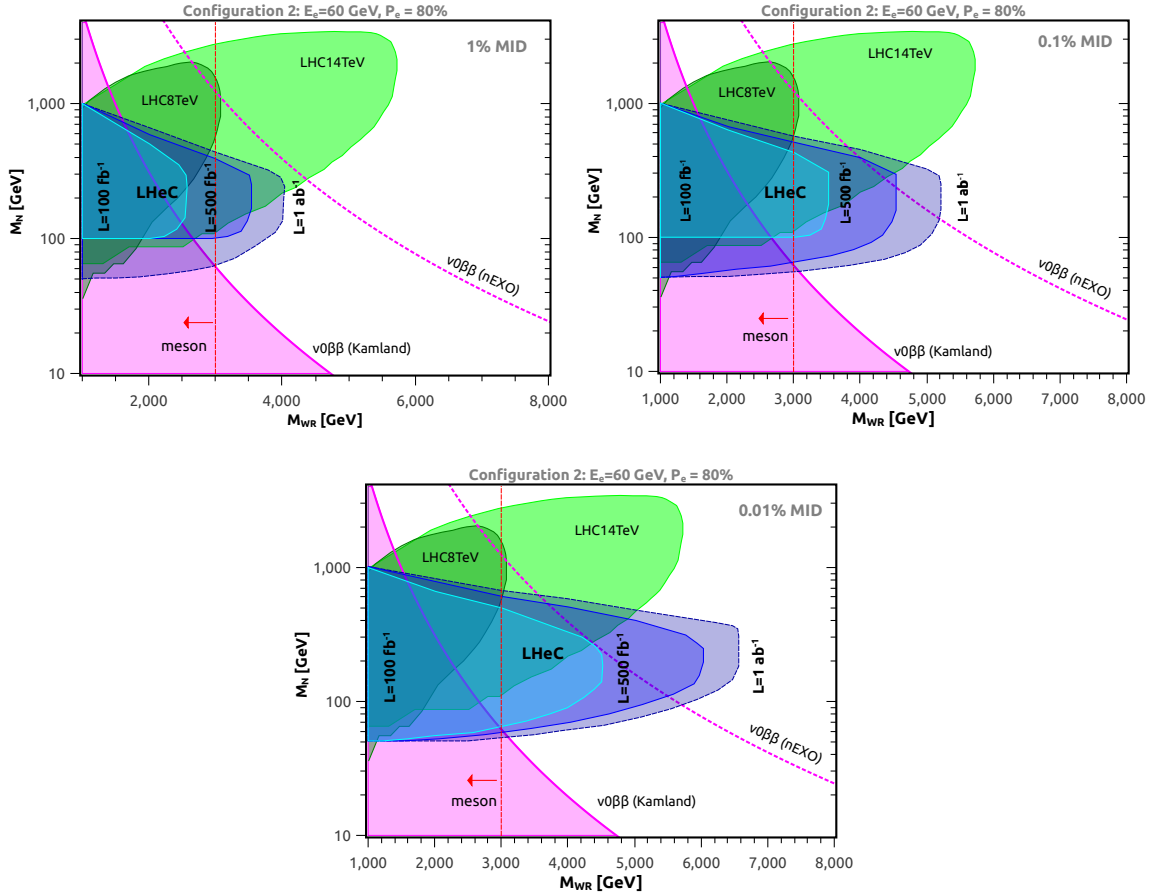 Configuration 2: Eₑ=60 GeV, Pₑ = 80%
1% MID
LHC14TeV
LHC8TeV
1,000
L=100 fb⁻¹
LHeC
L=500 fb⁻¹
L=1 ab⁻¹
M_N [GeV]
100
ν0ββ (nEXO)
meson
ν0ββ (Kamland)
10
2,000 4,000 6,000 8,000
M_WR [GeV]
Configuration 2: Eₑ=60 GeV, Pₑ = 80%
0.1% MID
LHC14TeV
LHC8TeV
1,000
L=100 fb⁻¹
LHeC
L=500 fb⁻¹
L=1 ab⁻¹
M_N [GeV]
100
ν0ββ (nEXO)
meson
ν0ββ (Kamland)
10
1,000 2,000 3,000 4,000 5,000 6,000 7,000 8,000
M_WR [GeV]
Configuration 2: Eₑ=60 GeV, Pₑ = 80%
0.01% MID
LHC14TeV
LHC8TeV
1,000
L=100 fb⁻¹
LHeC
L=500 fb⁻¹
L=1 ab⁻¹
M_N [GeV]
100
ν0ββ (nEXO)
meson
ν0ββ (Kamland)
10
1,000 2,000 3,000 4,000 5,000 6,000 7,000 8,000
M_WR [GeV]